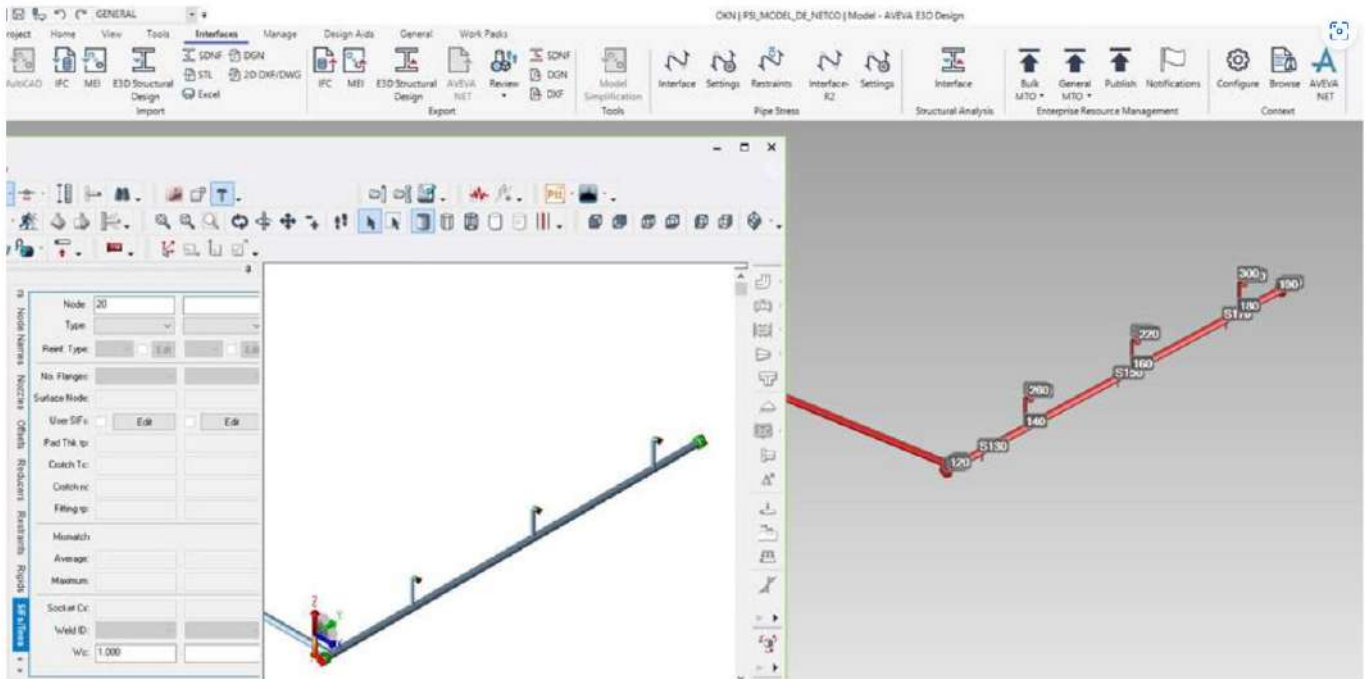 GENERAL
OKN | PSI_MODEL_DE_NETCO | Model - AVEVA E3D Design
Project Home View Tools Interfaces Manage Design Aids General Work Packs
SDNF DGN
STL 2D DXF/DWG
Excel
AutoCAD IFC MEI E3D Structural Design
Import
IFC MEI E3D Structural Design AVEVA NET Review
SDNF
DGN
DXF
Export
Model Simplification
Tools
Interface Settings Restraints Interface-R2 Settings
Pipe Stress
Interface
Structural Analysis
Bulk MTO General MTO Publish Notifications
Enterprise Resource Management
Configure Browse AVEVA NET
Context
Node Names
Nozzles
Offsets
Reducers
Restraints
Rigids
SIFs/Tees
Node: 20
Type:
Reinf. Type: Edit Edit
No. Flanges:
Surface Node:
User SIFs: Edit Edit
Pad Thk tp:
Crotch Tc:
Crotch rc:
Fitting rp:
Mismatch
Average:
Maximum:
Socket Cx:
Weld ID:
Wc: 1.000
Z
Y
X
300
190
180
S170
220
160
S150
260
140
S130
120